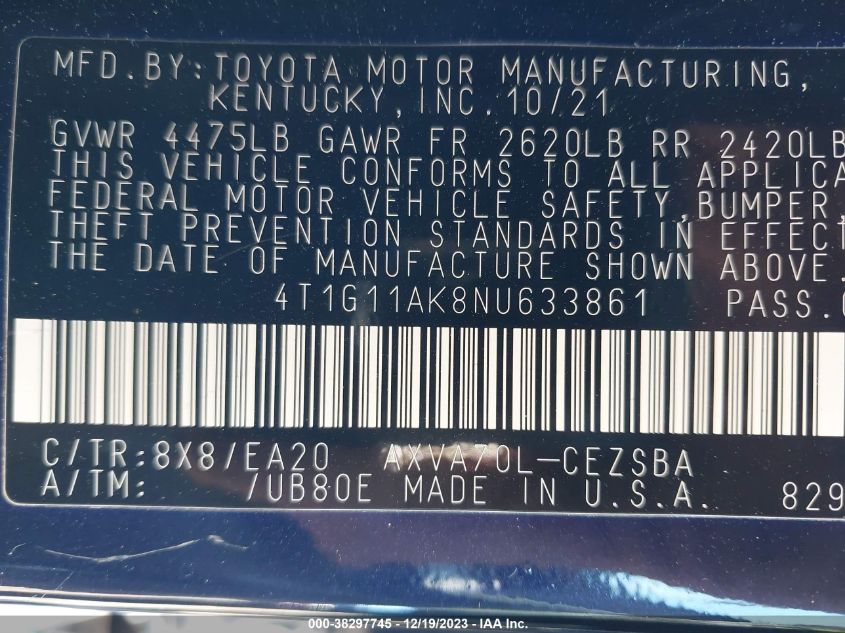 MFD.BY:TOYOTA MOTOR MANUFACTURING,
KENTUCKY,INC.10/21
GVWR 4475LB GAWR FR 2620LB RR 2420LB
THIS VEHICLE CONFORMS TO ALL APPLICA
FEDERAL MOTOR VEHICLE SAFETY,BUMPER,
THEFT PREVENTION STANDARDS IN EFFECT
THE DATE OF MANUFACTURE SHOWN ABOVE.
4T1G11AK8NU633861 PASS.
C/TR:8X8/EA20 AXVA70L-CEZSBA
A/TM: /UB80E MADE IN U.S.A. 829
000-38297745 - 12/19/2023 - IAA Inc.